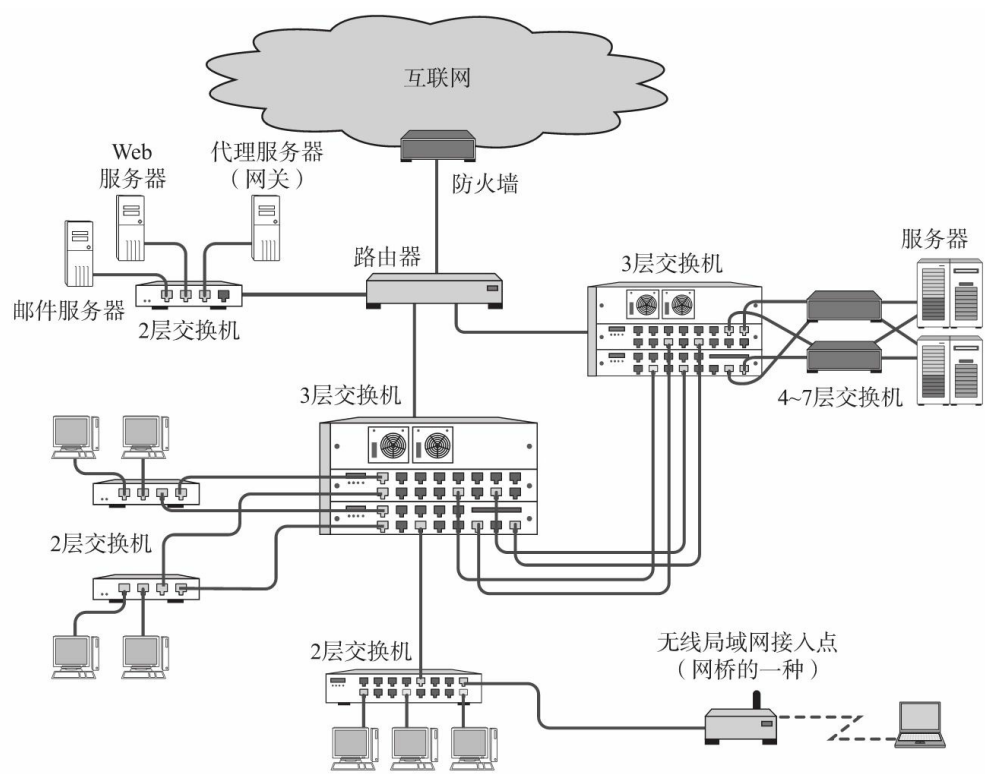 互联网
防火墙
Web
服务器
代理服务器
（网关）
邮件服务器
2层交换机
路由器
3层交换机
服务器
4~7层交换机
3层交换机
2层交换机
2层交换机
无线局域网接入点
（网桥的一种）